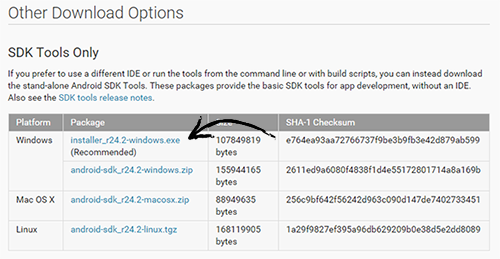 Other Download Options
SDK Tools Only
If you prefer to use a different IDE or run the tools from the command line or with build scripts, you can instead download
the stand-alone Android SDK Tools. These packages provide the basic SDK tools for app development, without an IDE.
Also see the SDK tools release notes.
Platform Package Size SHA-1 Checksum
Windows installer_r24.2-windows.exe 107849819 e764ea93aa72766737f9be3b9fb3e42d879ab599
(Recommended) bytes
android-sdk_r24.2-windows.zip 155944165 2611ed9a6080f4838f1d4e55172801714a8a169b
bytes
Mac OS X android-sdk_r24.2-macosx.zip 88949635 256c9bf642f56242d963c090d147de7402733451
bytes
Linux android-sdk_r24.2-linux.tgz 168119905 1a29f9827ef395a96db629209b0e38d5e2dd8089
bytes